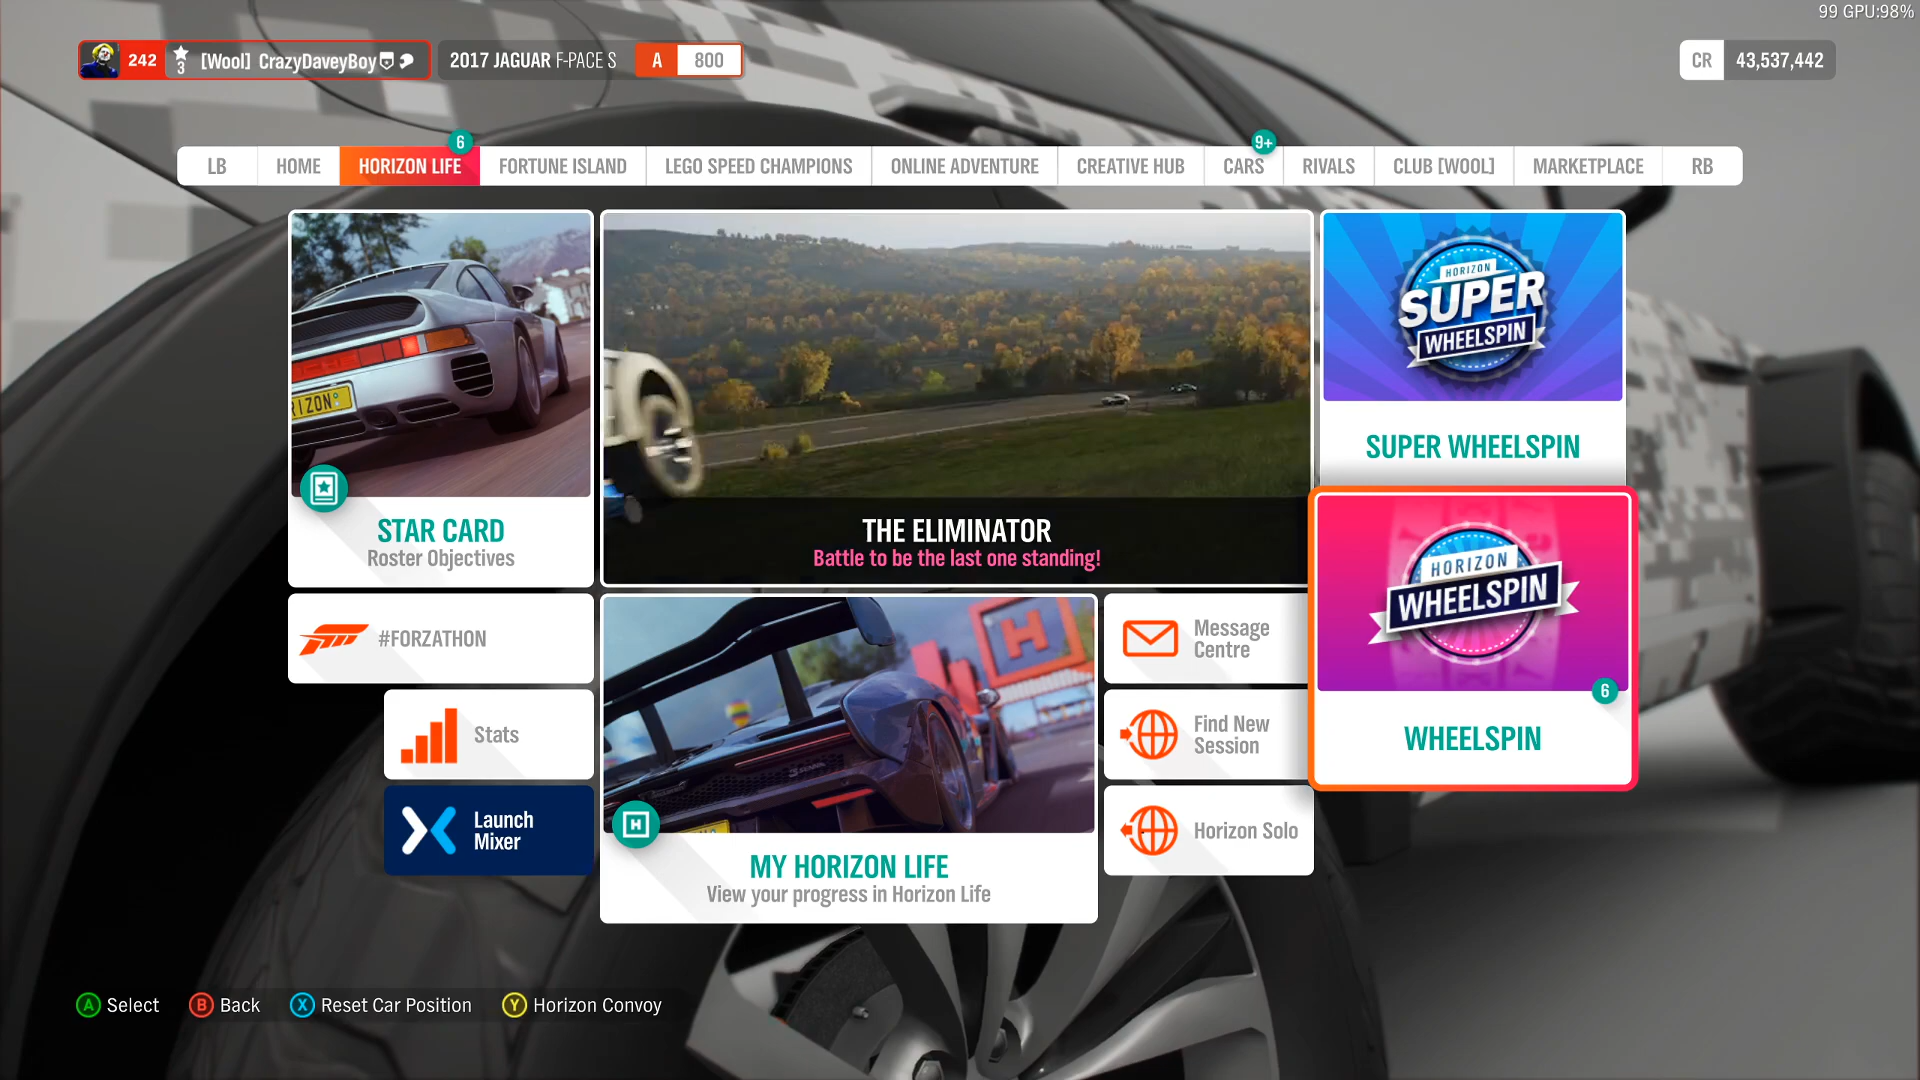 99 GPU:98%
242
3
[Wool] CrazyDaveyBoy
2017 JAGUAR F-PACE S
A 800
CR 43,537,442
6
9+
LB
HOME
HORIZON LIFE
FORTUNE ISLAND
LEGO SPEED CHAMPIONS
ONLINE ADVENTURE
CREATIVE HUB
CARS
RIVALS
CLUB [WOOL]
MARKETPLACE
RB
RIZON°
STAR CARD
Roster Objectives
THE ELIMINATOR
Battle to be the last one standing!
HORIZON
SUPER
WHEELSPIN
SUPER WHEELSPIN
HORIZON
WHEELSPIN
6
WHEELSPIN
#FORZATHON
Stats
Launch
Mixer
H
H
MY HORIZON LIFE
View your progress in Horizon Life
Message
Centre
Find New
Session
Horizon Solo
A Select
B Back
X Reset Car Position
Y Horizon Convoy